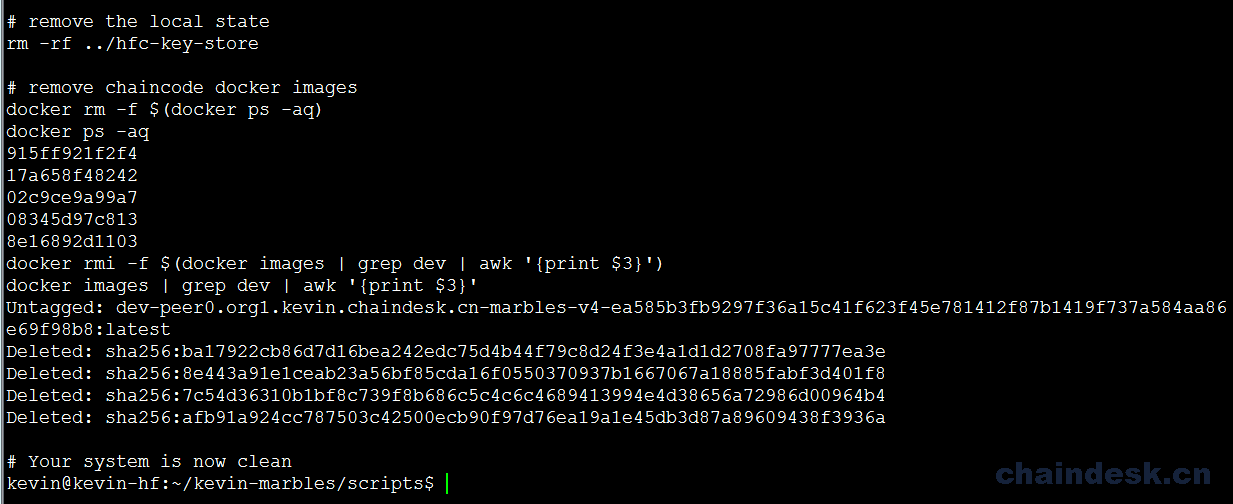 # remove the local state
rm -rf ../hfc-key-store
# remove chaincode docker images
docker rm -f $(docker ps -aq)
docker ps -aq
915ff921f2f4
17a658f48242
02c9ce9a99a7
08345d97c813
8e16892d1103
docker rmi -f $(docker images | grep dev | awk '{print $3}')
docker images | grep dev | awk '{print $3}'
Untagged: dev-peer0.org1.kevin.chaindesk.cn-marbles-v4-ea585b3fb9297f36a15c41f623f45e781412f87b1419f737a584aa86
e69f98b8:latest
Deleted: sha256:ba17922cb86d7d16bea242edc75d4b44f79c8d24f3e4a1d1d2708fa97777ea3e
Deleted: sha256:8e443a91e1ceab23a56bf85cda16f0550370937b1667067a18885fabf3d401f8
Deleted: sha256:7c54d36310b1bf8c739f8b686c5c4c6c4689413994e4d38656a72986d00964b4
Deleted: sha256:afb91a924cc787503c42500ecb90f97d76ea19a1e45db3d87a89609438f3936a
# Your system is now clean
kevin@kevin-hf:~/kevin-marbles/scripts$
chaindesk.cn